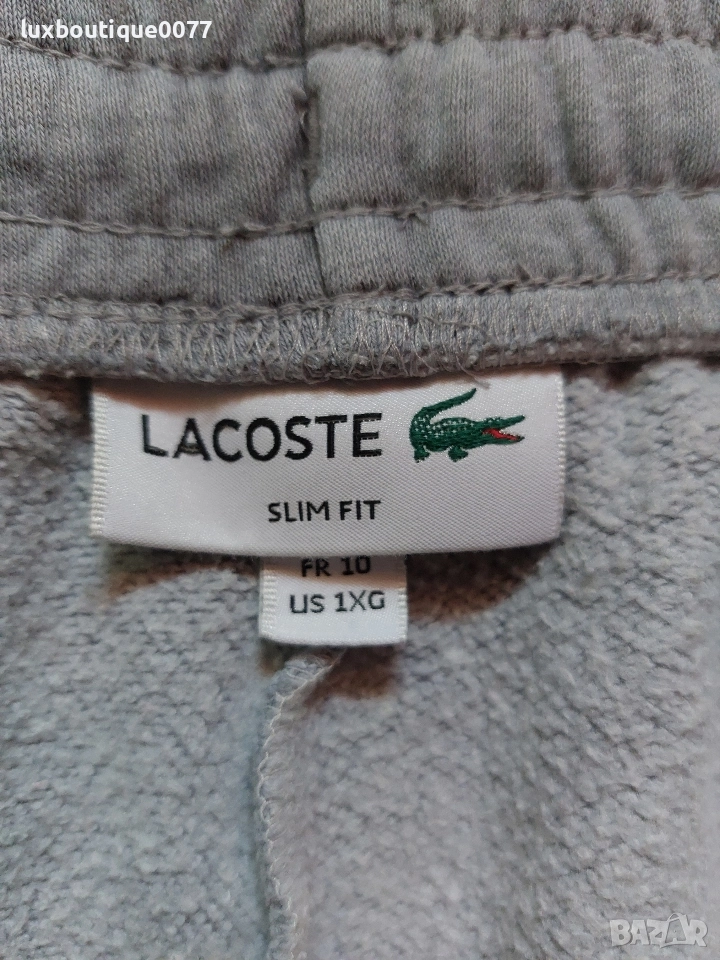 luxboutique0077
LACOSTE
SLIM FIT
FR 10
US 1XG
BAZAR